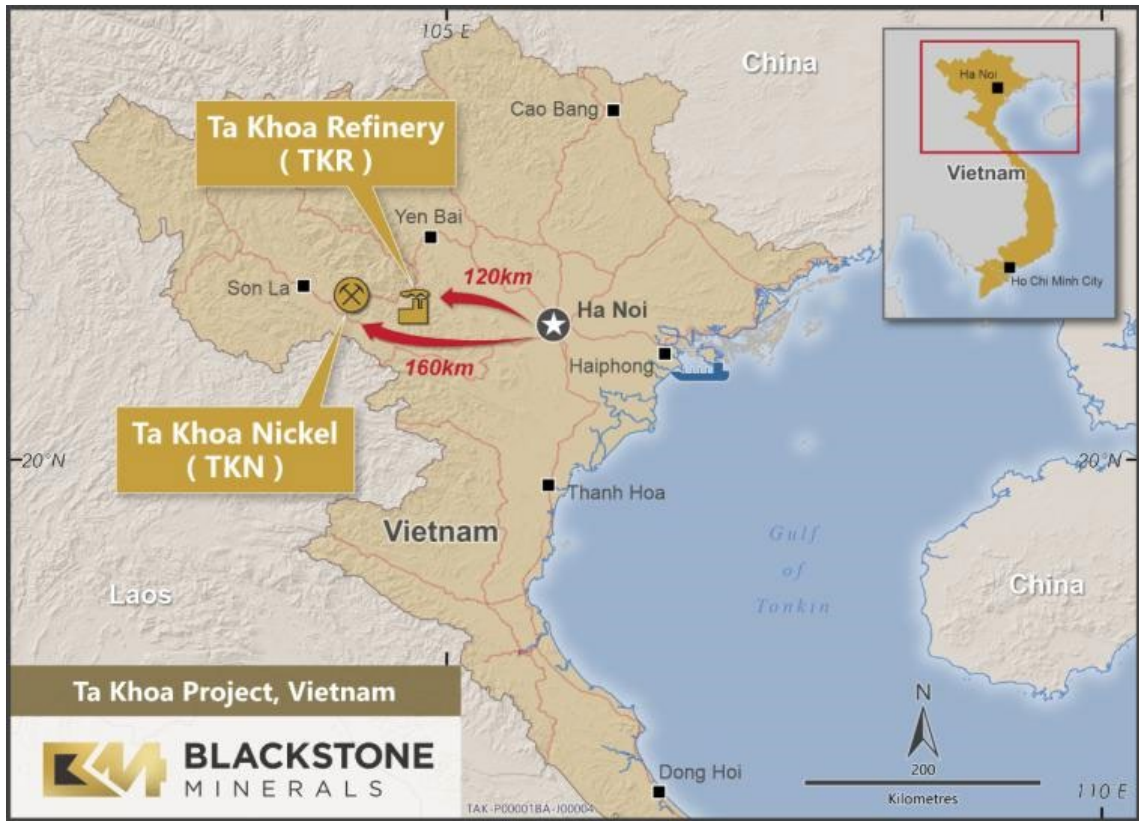 105 E
China
Cao Bang
Ta Khoa Refinery
( TKR )
Yen Bai
Son La
120km
Ha Noi
160km
Haiphong
Ta Khoa Nickel
( TKN )
20°N
20°N
Thanh Hoa
Vietnam
Gulf
of
Tonkin
China
Laos
Ha Noi
Vietnam
Ho Chi Minh City
Ta Khoa Project, Vietnam
BLACKSTONE
MINERALS
TAK-P00001BA-J00004
Dong Hoi
N
200
Kilometres
110 E